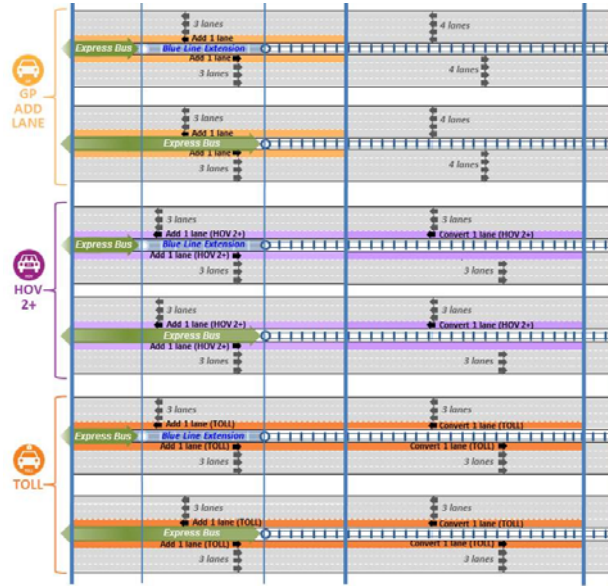 3 lanes
4 lanes
Add 1 lane
Express Bus
Blue Line Extension
Add 1 lane
3 lanes
4 lanes
GP
ADD
LANE
3 lanes
4 lanes
Add 1 lane
Express Bus
Add 1 lane
3 lanes
4 lanes
3 lanes
3 lanes
Add 1 lane (HOV 2+)
Convert 1 lane (HOV 2+)
Express Bus
Blue Line Extension
Add 1 lane (HOV 2+)
3 lanes
3 lanes
HOV
2+
3 lanes
3 lanes
Add 1 lane (HOV 2+)
Convert 1 lane (HOV 2+)
Express Bus
Add 1 lane (HOV 2+)
3 lanes
3 lanes
3 lanes
3 lanes
Add 1 lane (TOLL)
Convert 1 lane (TOLL)
Express Bus
Blue Line Extension
Add 1 lane (TOLL)
Convert 1 lane (TOLL)
3 lanes
3 lanes
TOLL
3 lanes
3 lanes
Add 1 lane (TOLL)
Convert 1 lane (TOLL)
Express Bus
Add 1 lane (TOLL)
Convert 1 lane (TOLL)
3 lanes
3 lanes